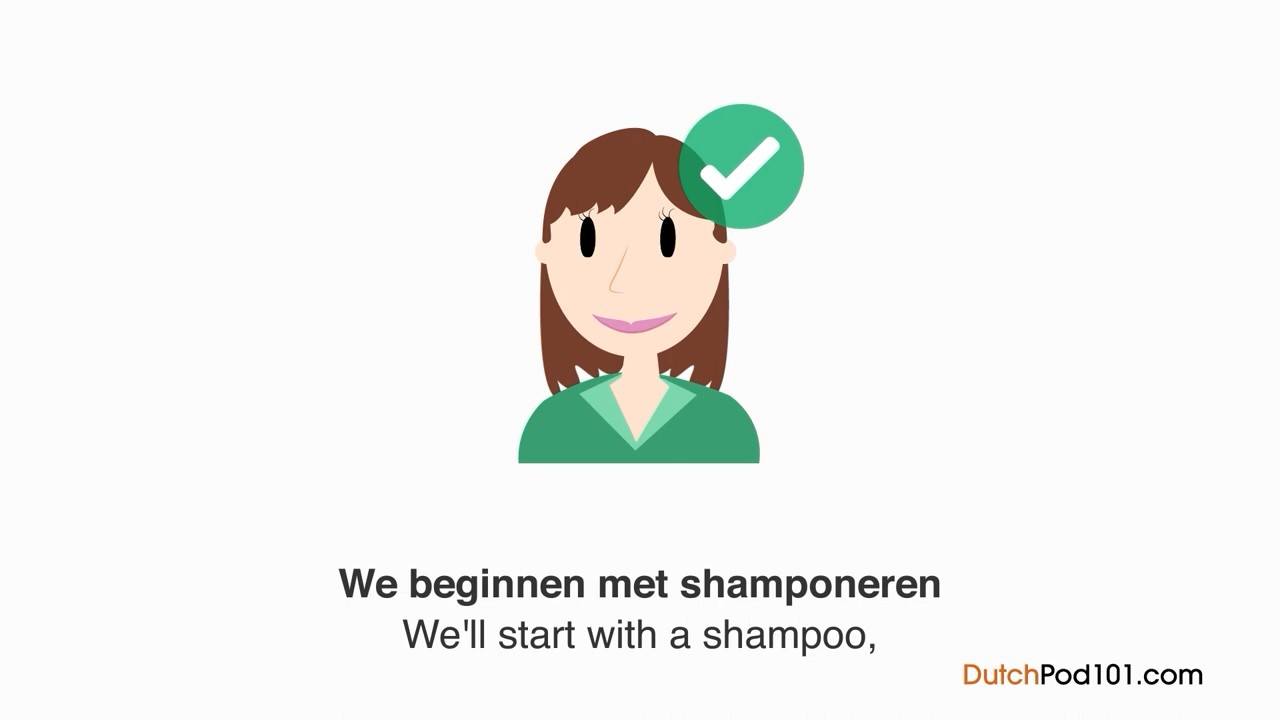 We beginnen met shamponeren
We'll start with a shampoo,
DutchPod101.com